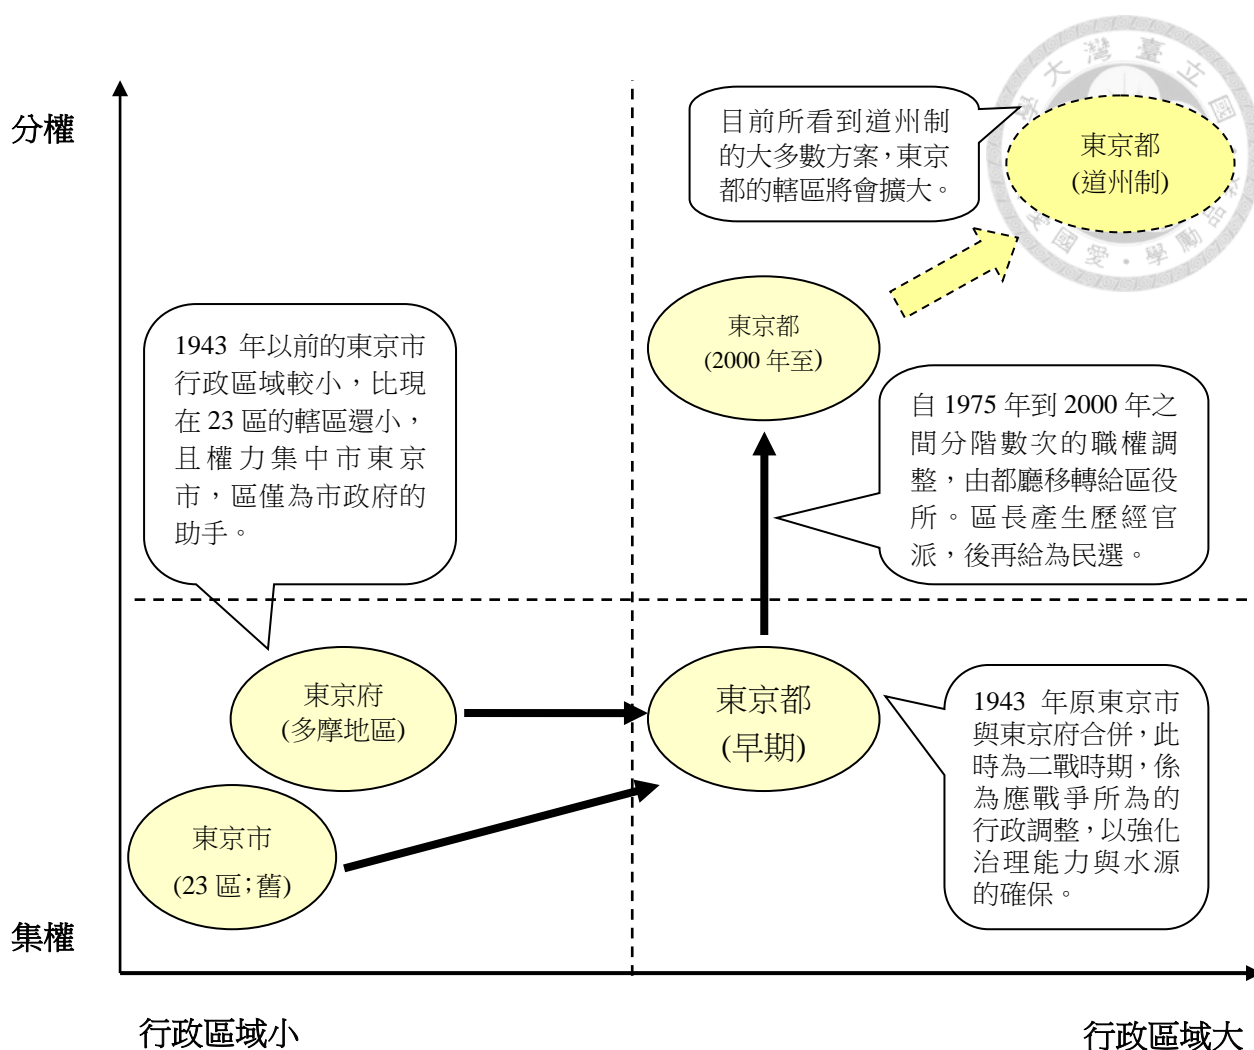 分權
目前所看到道州制
的大多數方案，東京
都的轄區將會擴大。
東京都
(道州制)
東京都
(2000 年至)
1943 年以前的東京市
行政區域較小，比現
在 23 區的轄區還小，
且權力集中市東京
市，區僅為市政府的
助手。
自 1975 年到 2000 年之
間分階數次的職權調
整，由都廳移轉給區役
所。區長產生歷經官
派，後再給為民選。
東京府
(多摩地區)
東京都
(早期)
1943 年原東京市
與東京府合併，此
時為二戰時期，係
為應戰爭所為的
行政調整，以強化
治理能力與水源
的確保。
東京市
(23 區；舊)
集權
行政區域小
行政區域大